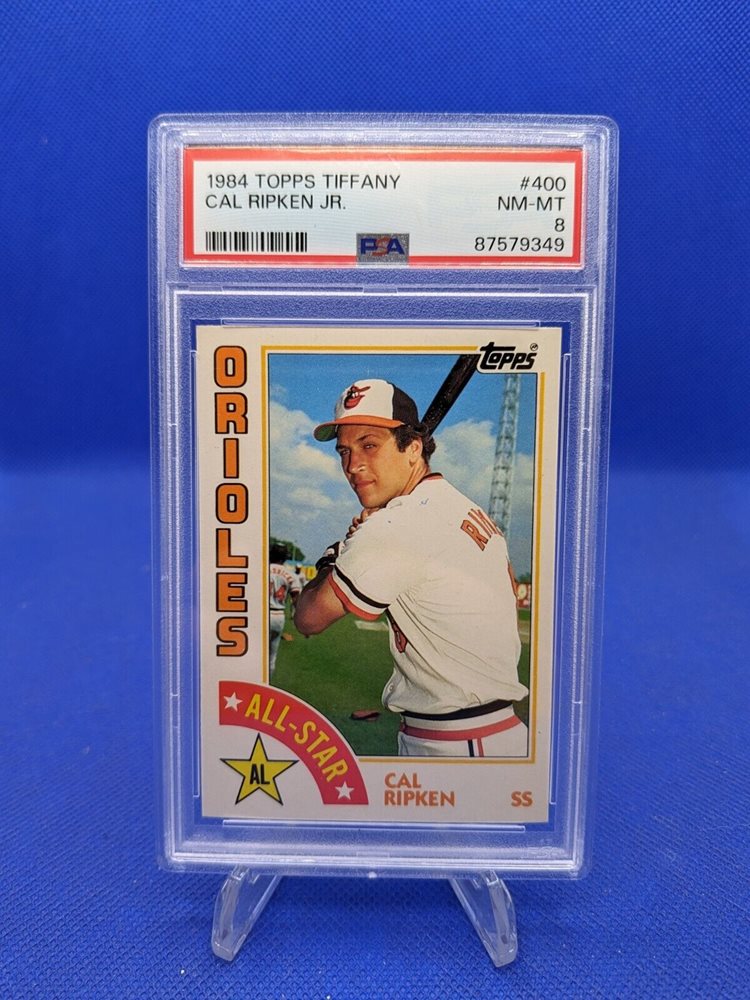 1984 TOPPS TIFFANY #400
CAL RIPKEN JR. NM-MT
8
PSA 87579349
topps
ORIOLES
ALL-STAR
AL
CAL
RIPKEN SS